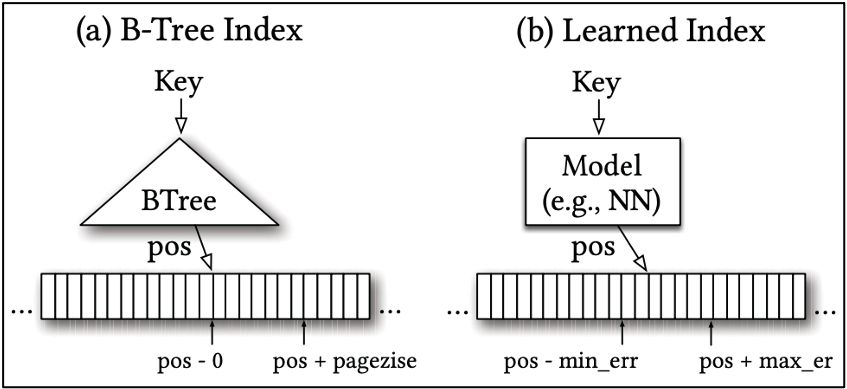 (a) B-Tree Index
Key
BTree
pos
...
...
pos - 0
pos + pagezise
(b) Learned Index
Key
Model
(e.g., NN)
pos
...
...
pos - min_err
pos + max_er